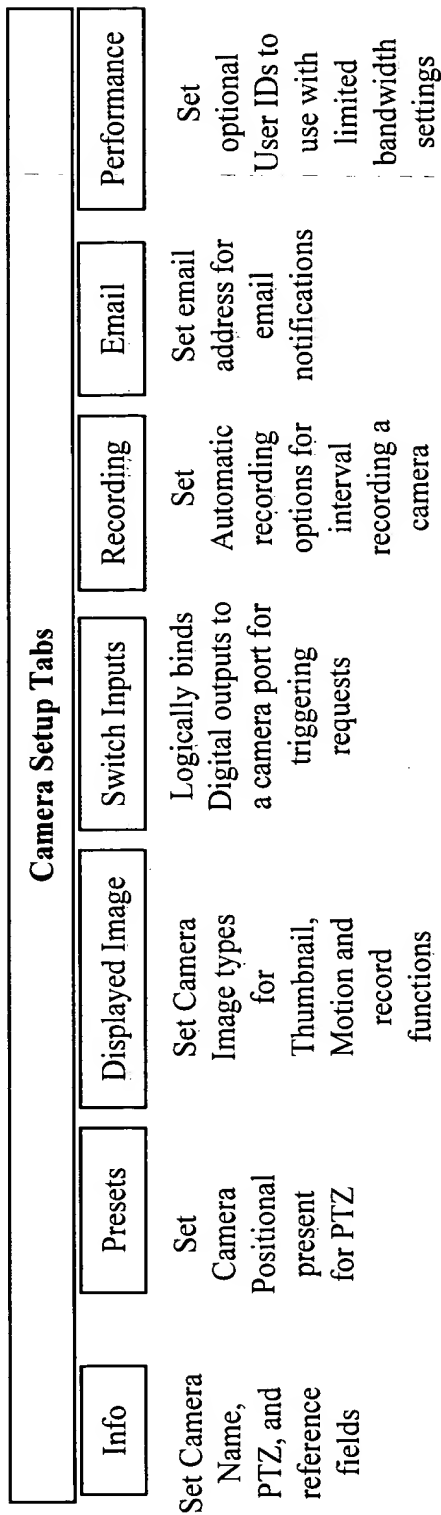 Camera Setup Tabs
Info
Set Camera
Name,
PTZ, and
reference
fields
Presets
Set
Camera
Positional
present
for PTZ
Displayed Image
Set Camera
Image types
for
Thumbnail,
Motion and
record
functions
Switch Inputs
Logically binds
Digital outputs to
a camera port for
triggering
requests
Recording
Set
Automatic
recording
options for
interval
recording a
camera
Email
Set email
address for
email
notifications
Performance
Set
optional
User IDs to
use with
limited
bandwidth
settings